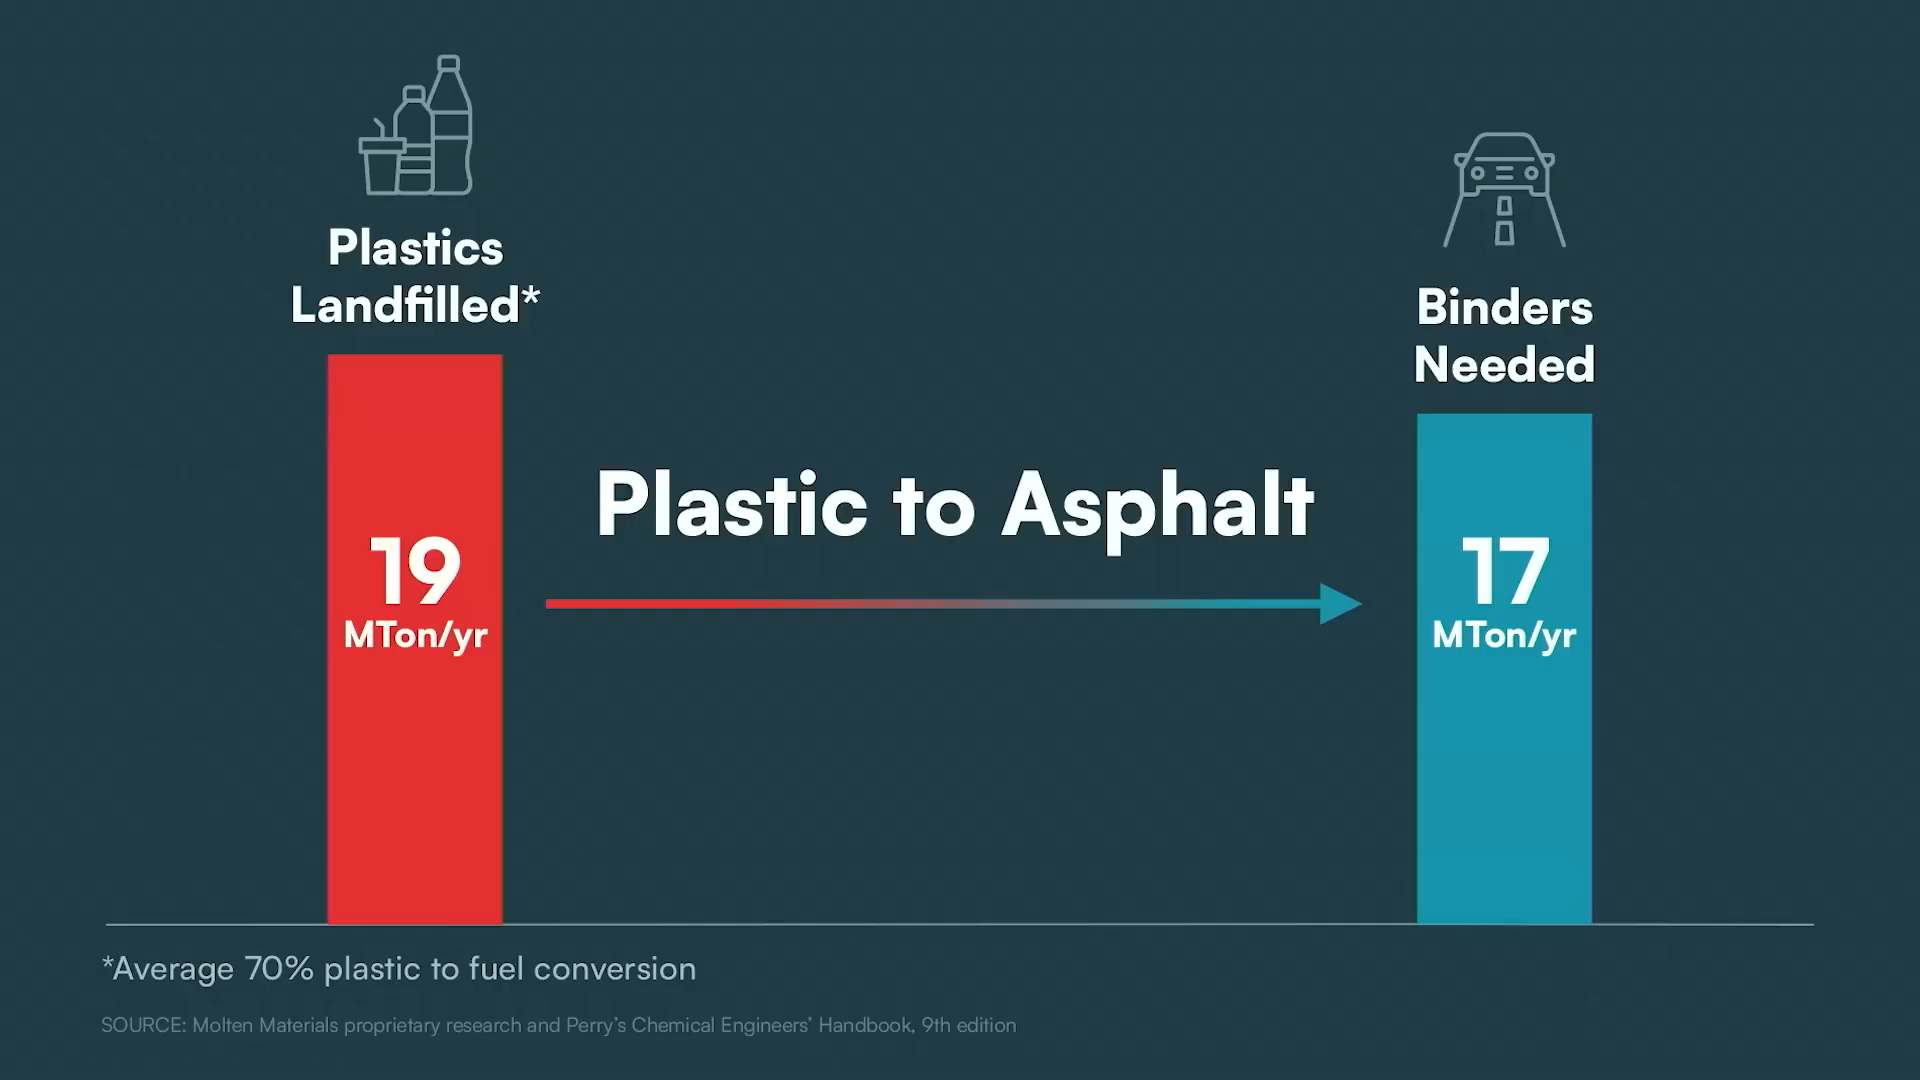 Plastics
Landfilled*
Binders
Needed
Plastic to Asphalt
19
MTon/yr
17
MTon/yr
*Average 70% plastic to fuel conversion
SOURCE: Molten Materials proprietary research and Perry's Chemical Engineers' Handbook, 9th edition